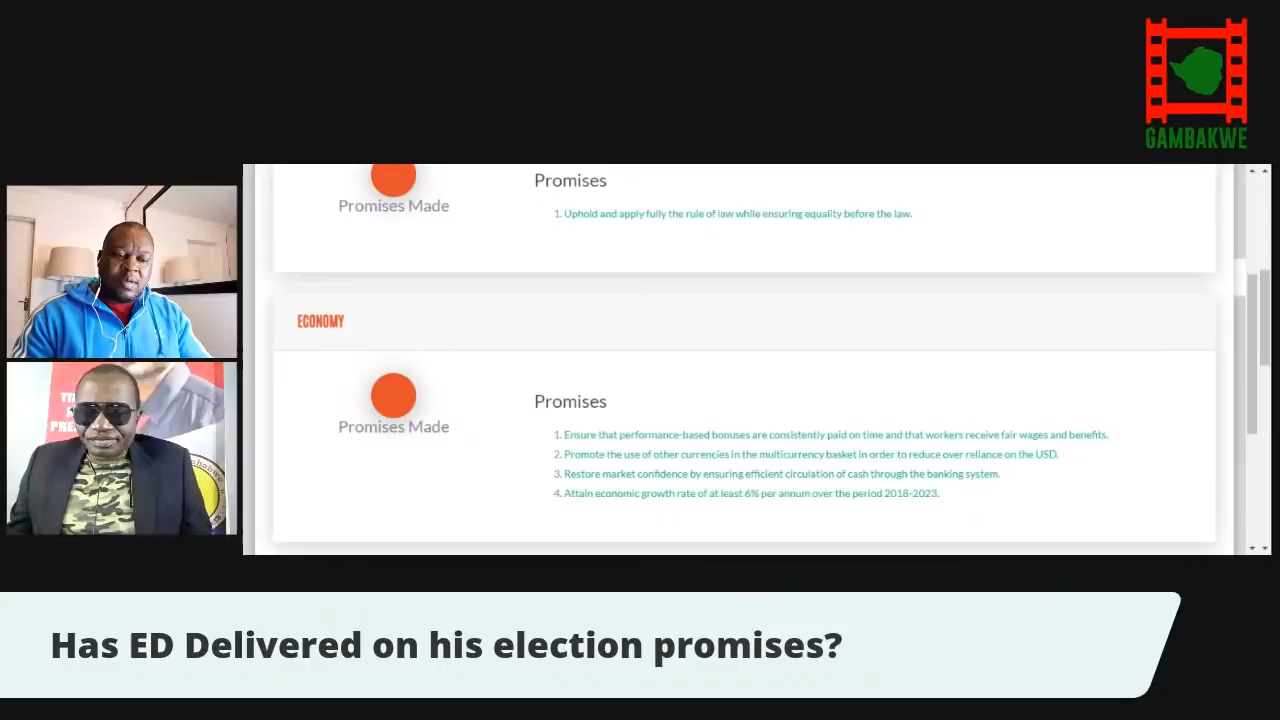 GAMBAKWE
Promises Made
Promises
1. Uphold and apply fully the rule of law while ensuring equality before the law.
ECONOMY
Promises Made
Promises
1. Ensure that performance-based bonuses are consistently paid on time and that workers receive fair wages and benefits.
2. Promote the use of other currencies in the multicurrency basket in order to reduce over reliance on the USD.
3. Restore market confidence by ensuring efficient circulation of cash through the banking system.
4. Attain economic growth rate of at least 6% per annum over the period 2018-2023.
Has ED Delivered on his election promises?